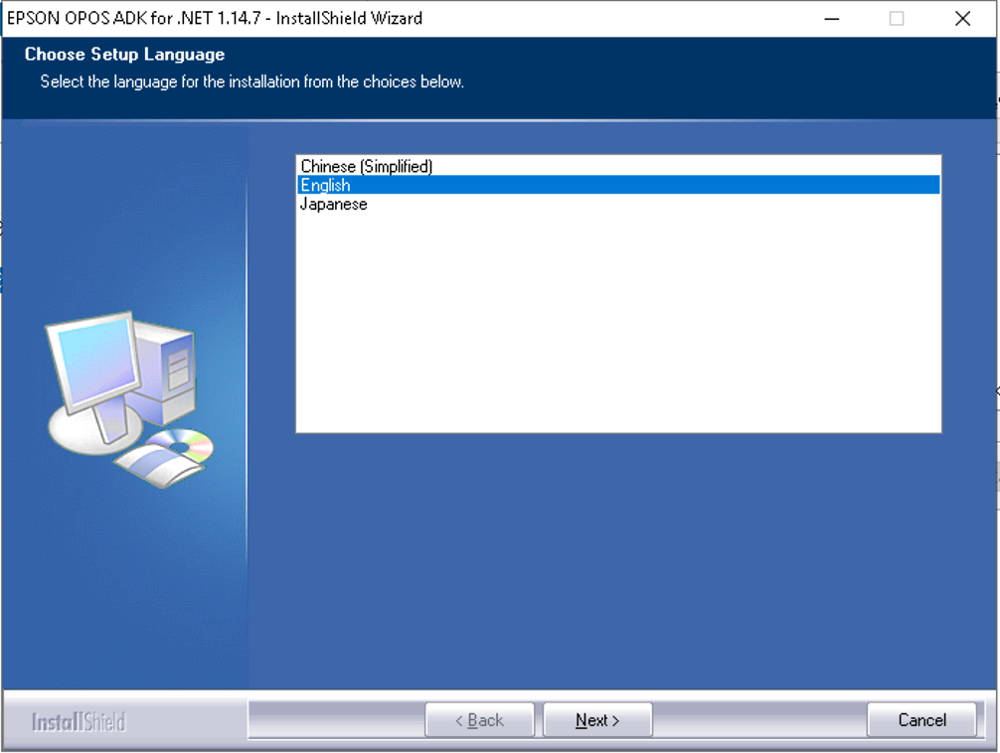 EPSON OPOS ADK for .NET 1.14.7 - InstallShield Wizard
Choose Setup Language
Select the language for the installation from the choices below.
Chinese (Simplified)
English
Japanese
InstallShield
< Back
Next >
Cancel